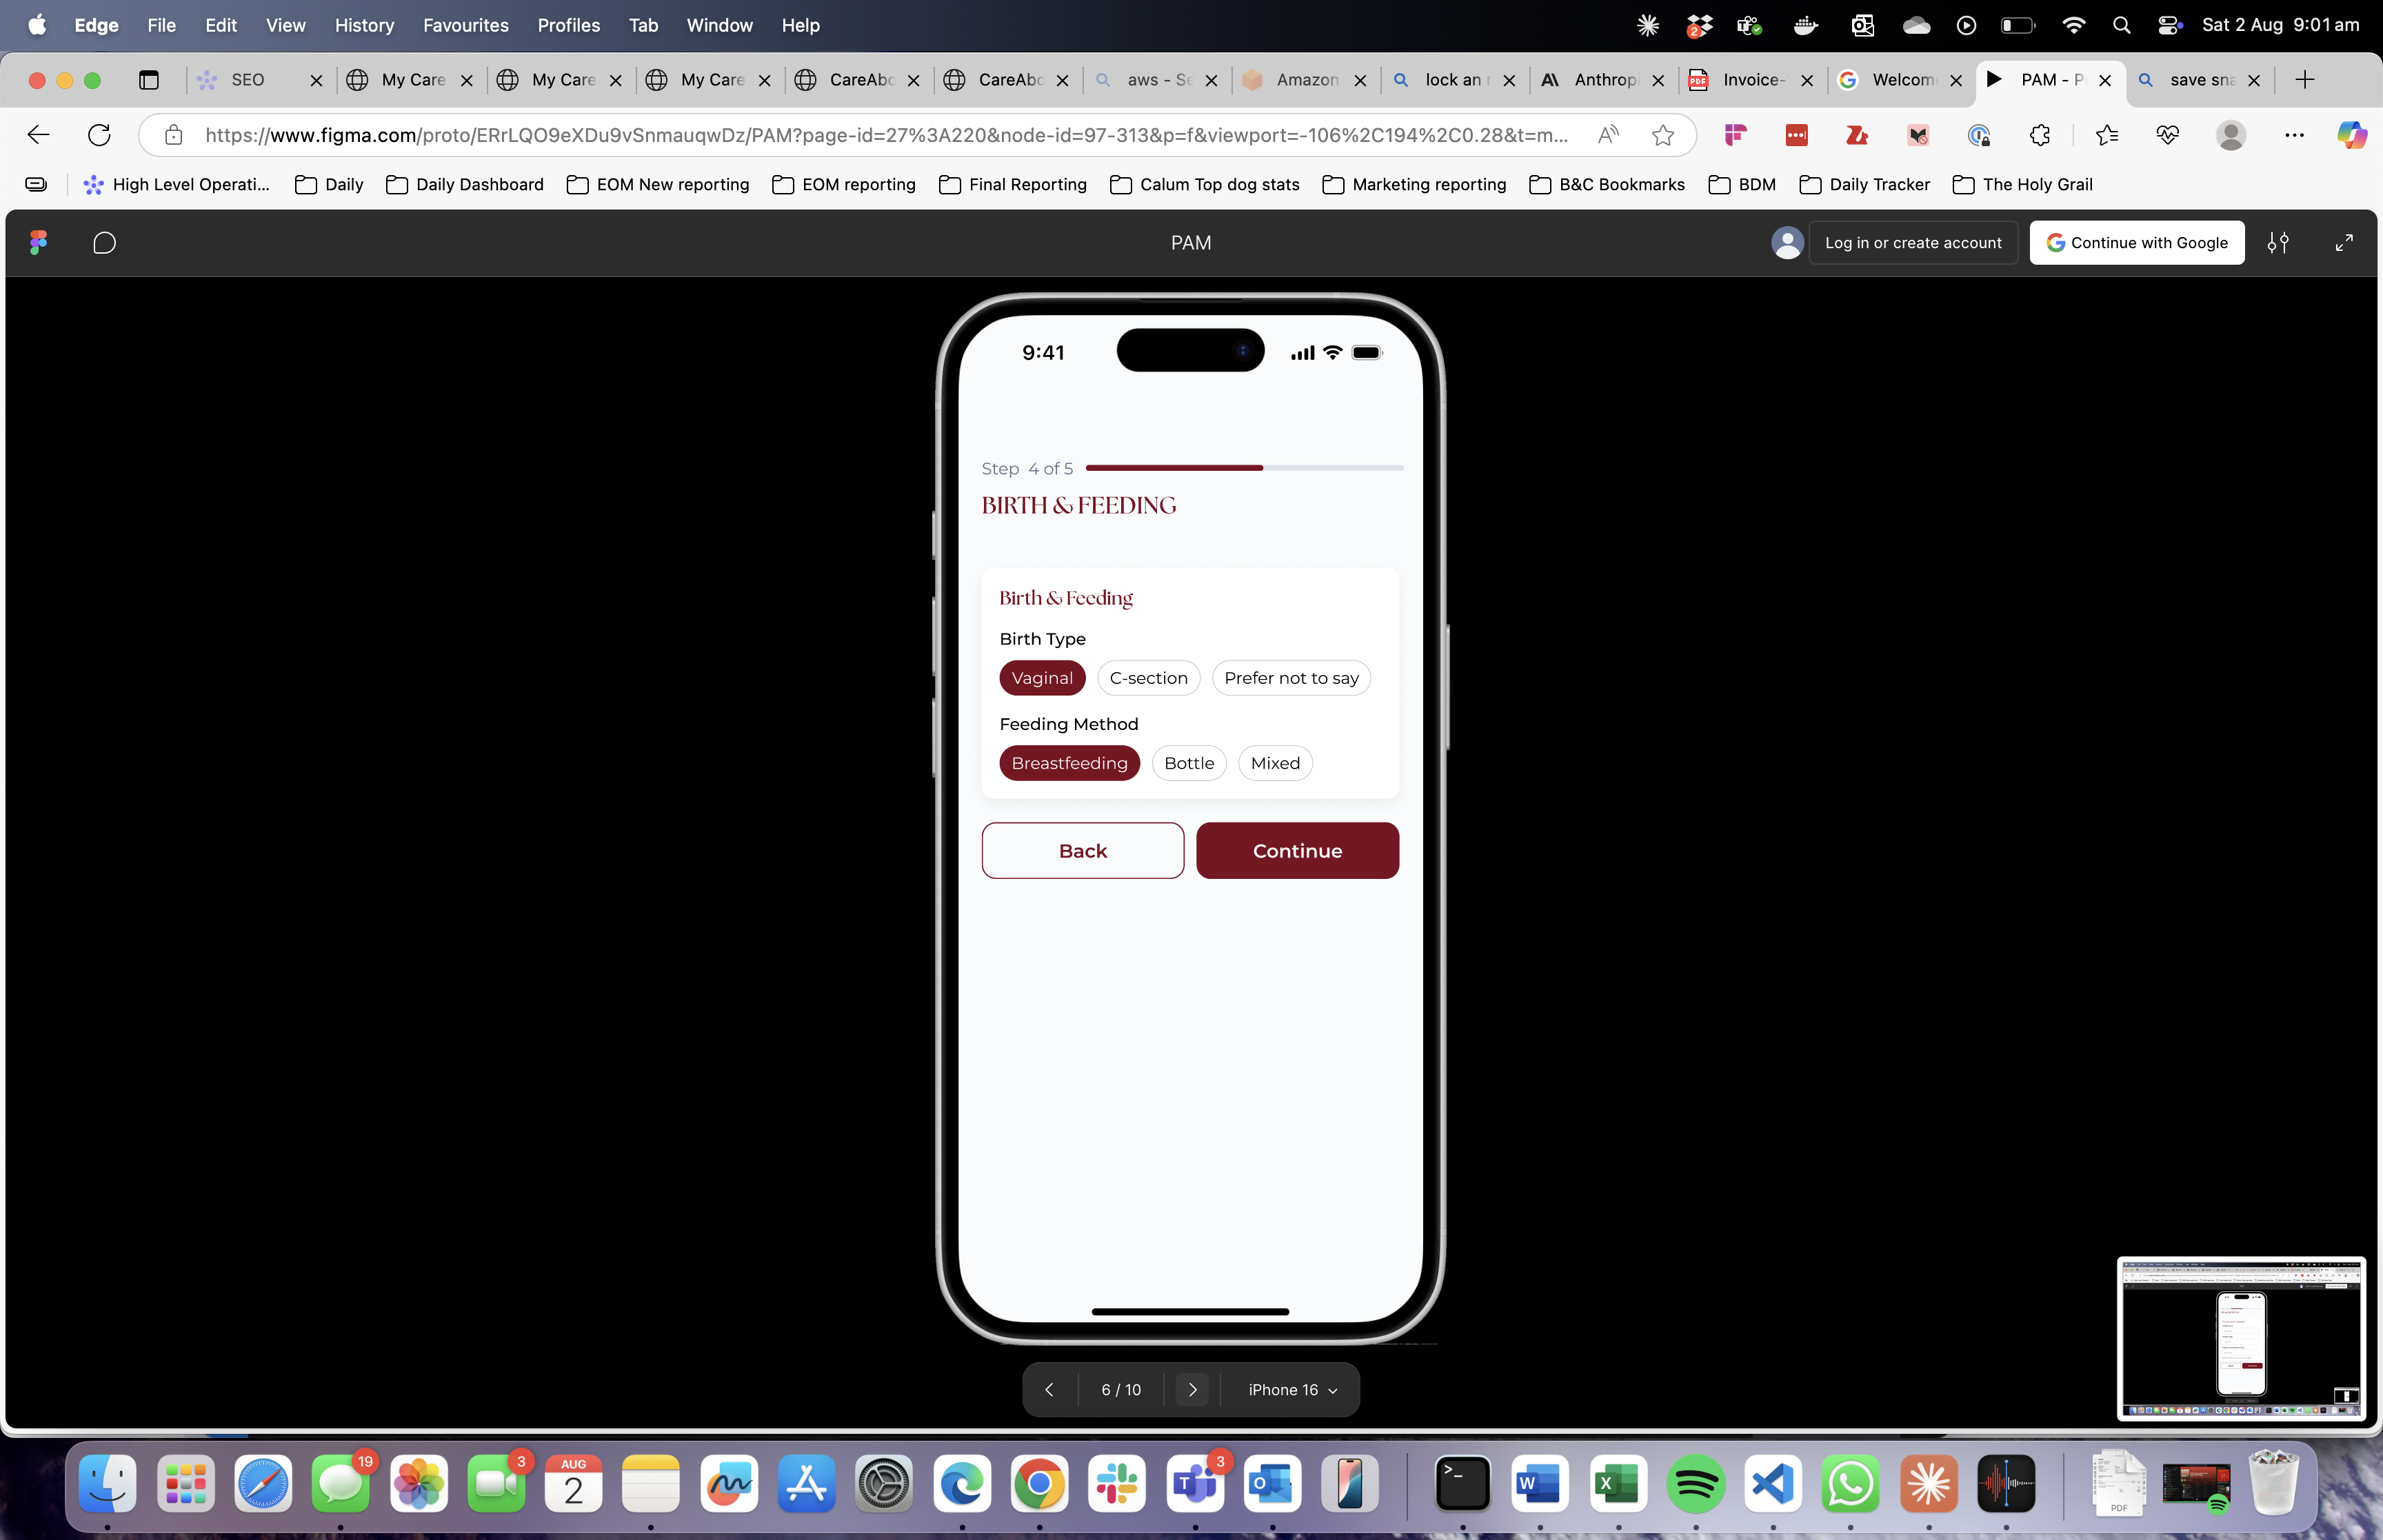 Edge File Edit View History Favourites Profiles Tab Window Help
2
Sat 2 Aug 9:01 am
SEO
My Care
My Care
My Care
CareAbo
CareAbo
aws - Se
Amazon
lock an r
Anthropi
PDF
Invoice-
Welcome
PAM - P
save sna
https://www.figma.com/proto/ERrLQO9eXDu9vSnmauqwDz/PAM?page-id=27%3A220&node-id=97-313&p=f&viewport=-106%2C194%2C0.28&t=m...
High Level Operati...
Daily
Daily Dashboard
EOM New reporting
EOM reporting
Final Reporting
Calum Top dog stats
Marketing reporting
B&C Bookmarks
BDM
Daily Tracker
The Holy Grail
PAM
Log in or create account
Continue with Google
9:41
Step 4 of 5
BIRTH & FEEDING
Birth & Feeding
Birth Type
Vaginal
C-section
Prefer not to say
Feeding Method
Breastfeeding
Bottle
Mixed
Back
Continue
6 / 10
iPhone 16
19
3
AUG
2
3
PDF